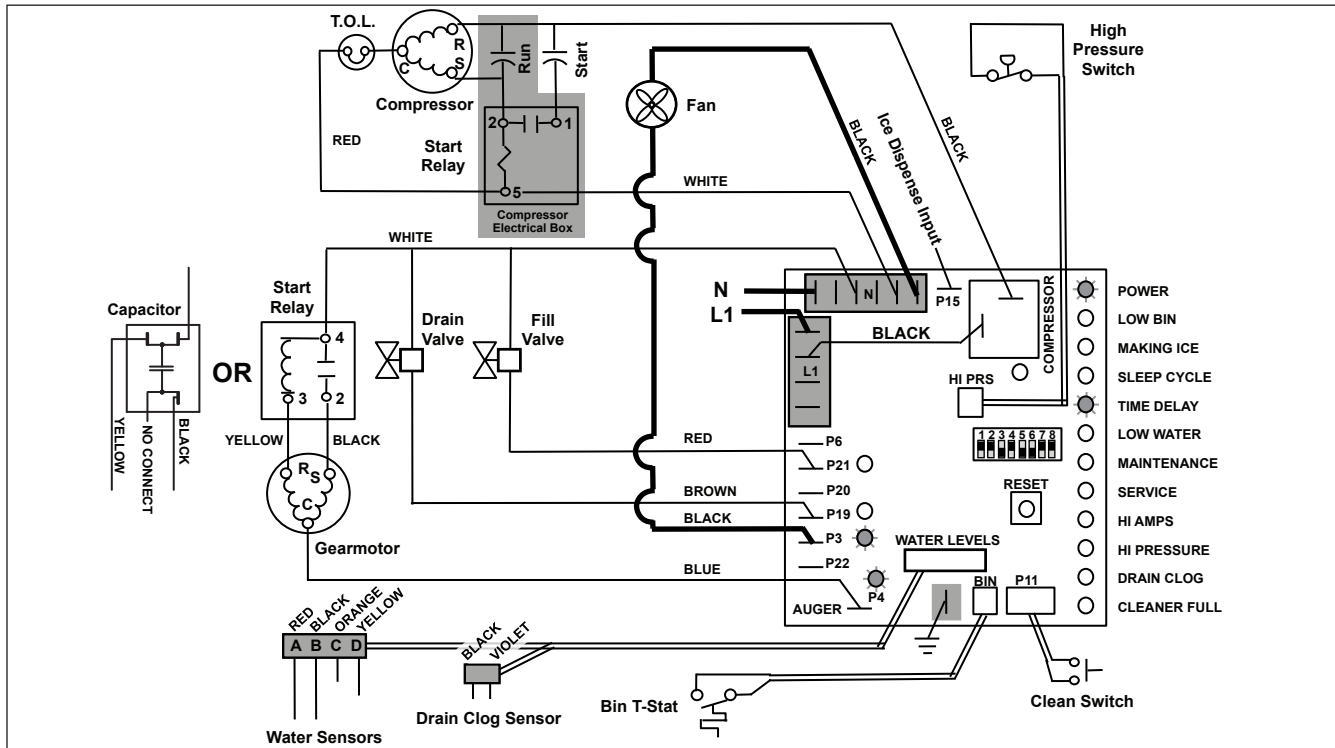 T.O.L.
Compressor
R
S
C
Run
Start
2
1
5
Start
Relay
Compressor
Electrical Box
RED
WHITE
Fan
BLACK
Ice Dispense Input
BLACK
High
Pressure
Switch
WHITE
Capacitor
YELLOW
NO CONNECT
BLACK
OR
Start
Relay
4
3
2
YELLOW
BLACK
R
S
C
Gearmotor
Drain
Valve
Fill
Valve
N
L1
N
P15
L1
BLACK
COMPRESSOR
HI PRS
1 2 3 4 5 6 7 8
RESET
RED
P6
P21
BROWN
P20
P19
BLACK
P3
P22
BLUE
P4
AUGER
WATER LEVELS
BIN
P11
POWER
LOW BIN
MAKING ICE
SLEEP CYCLE
TIME DELAY
LOW WATER
MAINTENANCE
SERVICE
HI AMPS
HI PRESSURE
DRAIN CLOG
CLEANER FULL
RED
BLACK
ORANGE
YELLOW
A B C D
Water Sensors
BLACK
VIOLET
Drain Clog Sensor
Bin T-Stat
Clean Switch